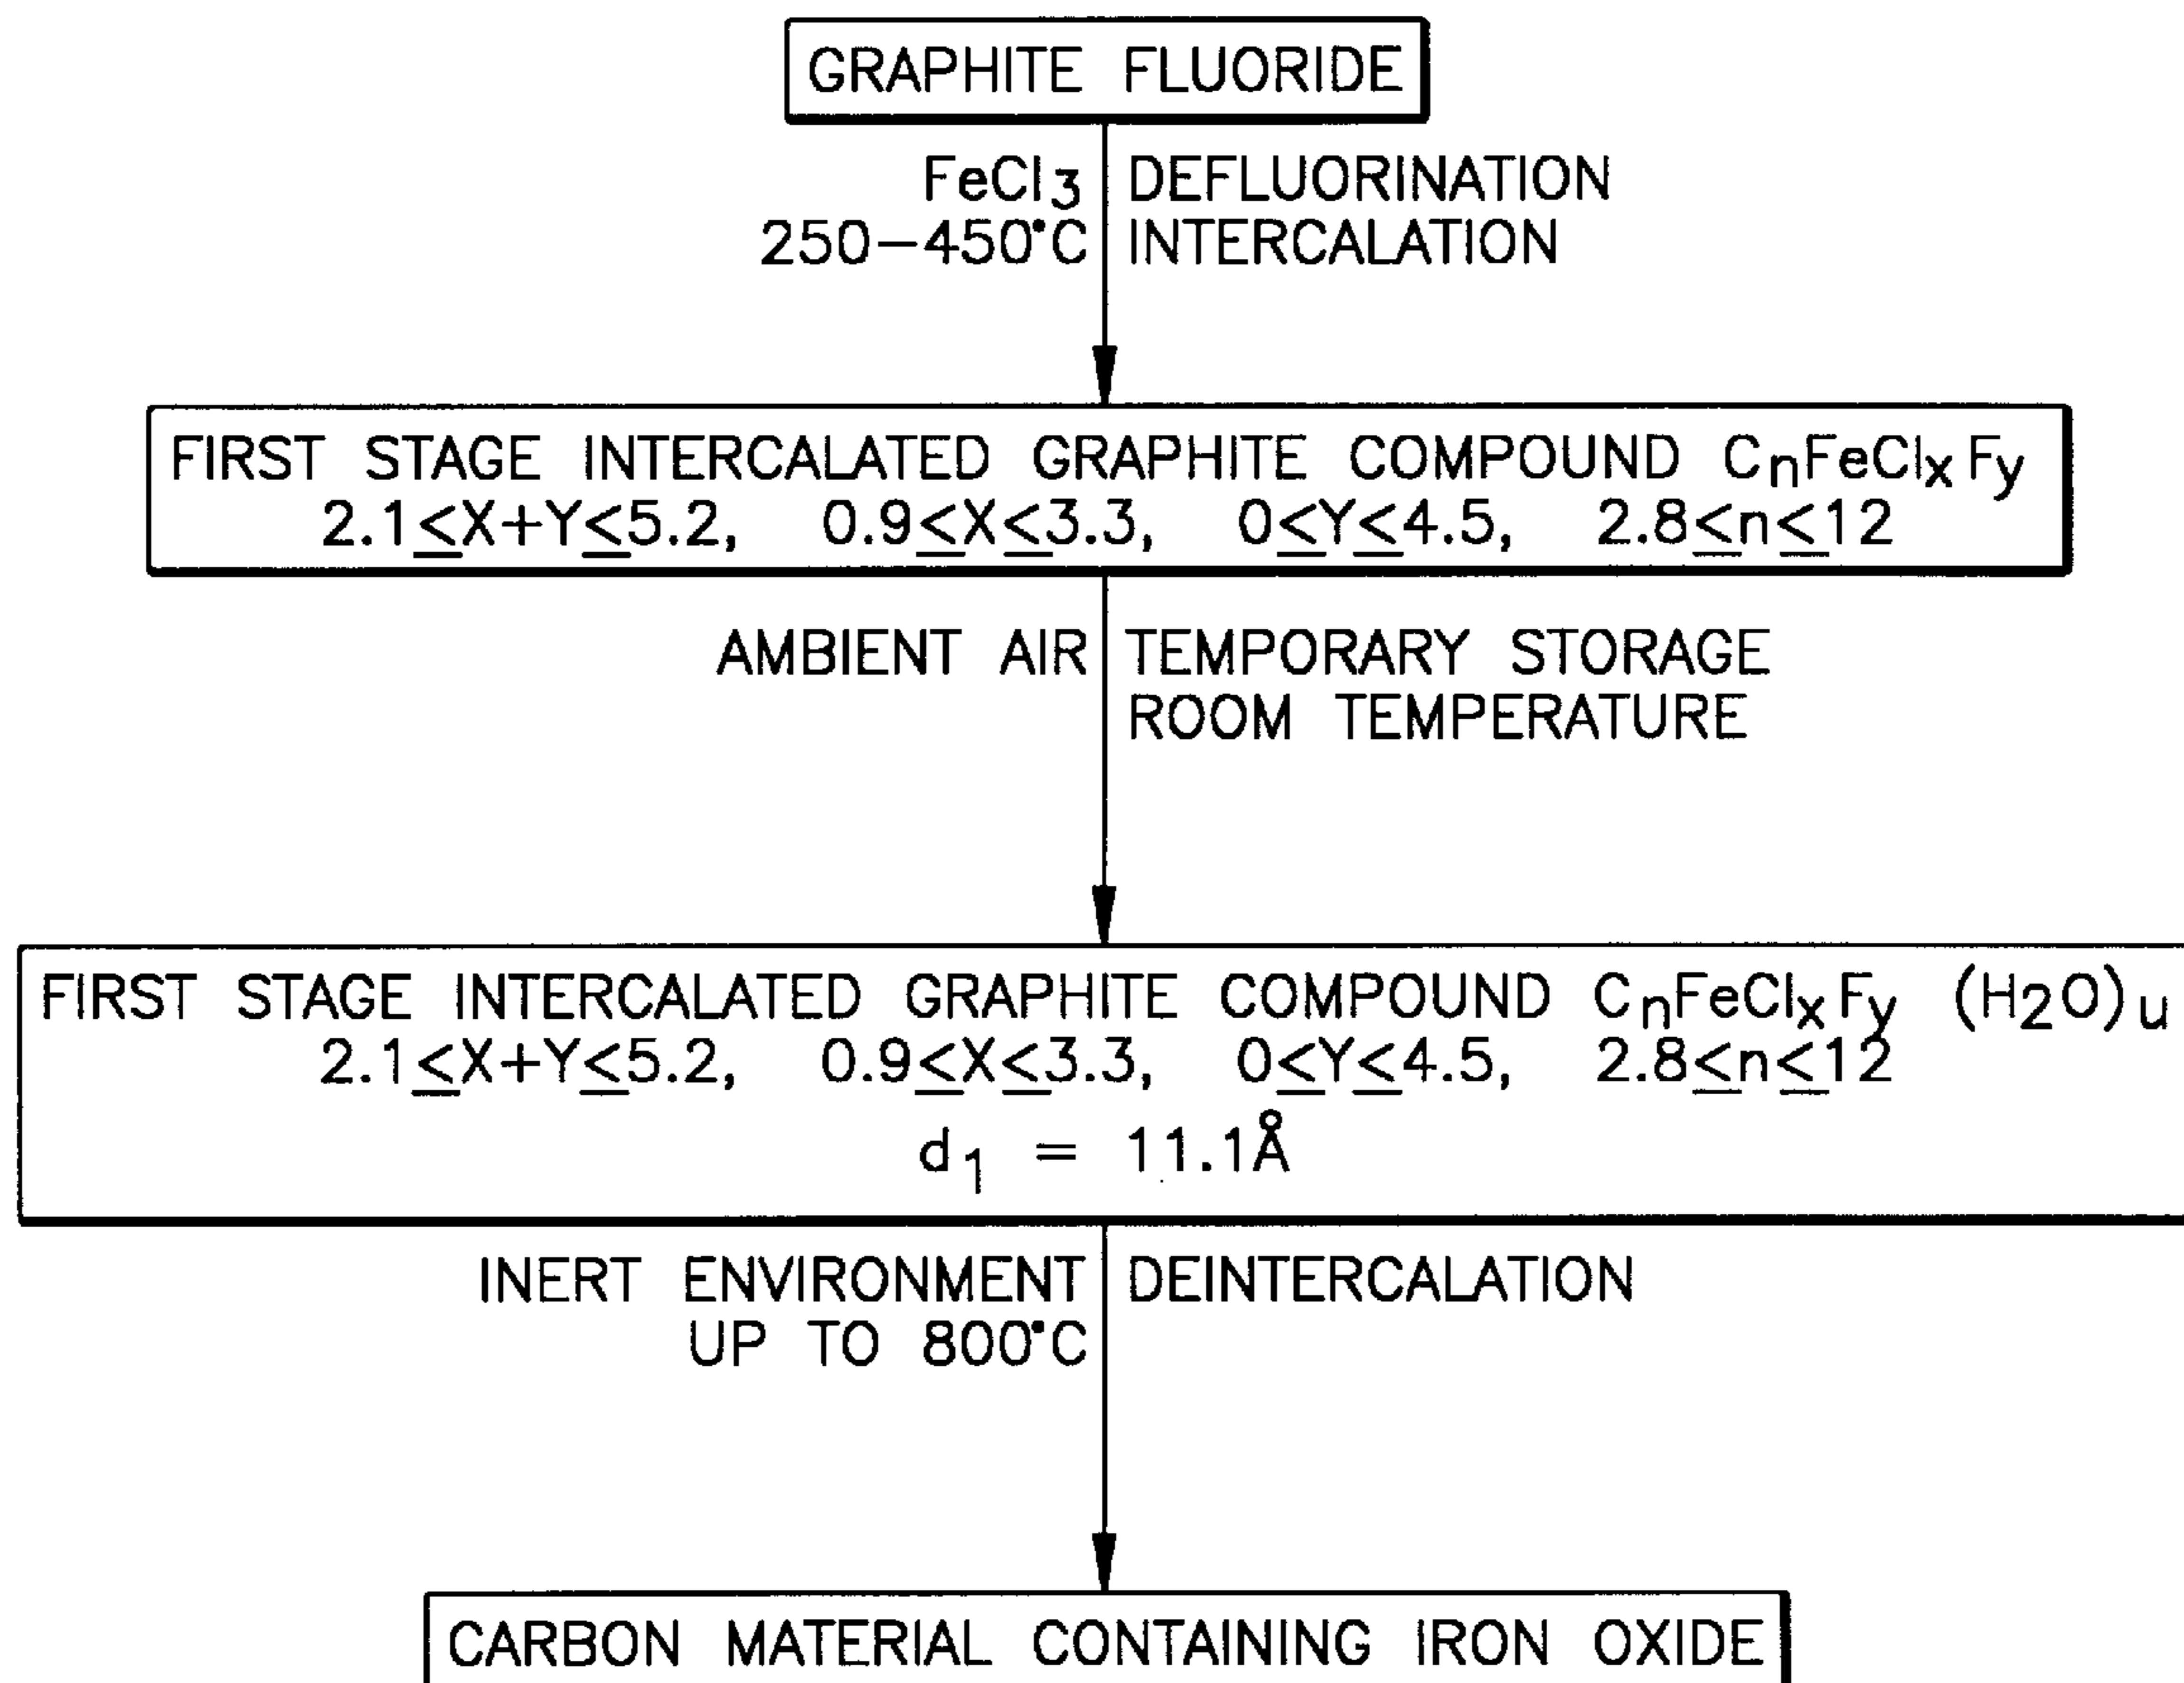 GRAPHITE FLUORIDE
FeCl3 DEFLUORINATION
250-450°C INTERCALATION
FIRST STAGE INTERCALATED GRAPHITE COMPOUND CnFeClxFy
2.1≤X+Y≤5.2, 0.9≤X≤3.3, 0≤Y≤4.5, 2.8≤n≤12
AMBIENT AIR TEMPORARY STORAGE
ROOM TEMPERATURE
FIRST STAGE INTERCALATED GRAPHITE COMPOUND CnFeClxFy (H2O)u
2.1≤X+Y≤5.2, 0.9≤X≤3.3, 0≤Y≤4.5, 2.8≤n≤12
d1 = 11.1Å
INERT ENVIRONMENT DEINTERCALATION
UP TO 800°C
CARBON MATERIAL CONTAINING IRON OXIDE